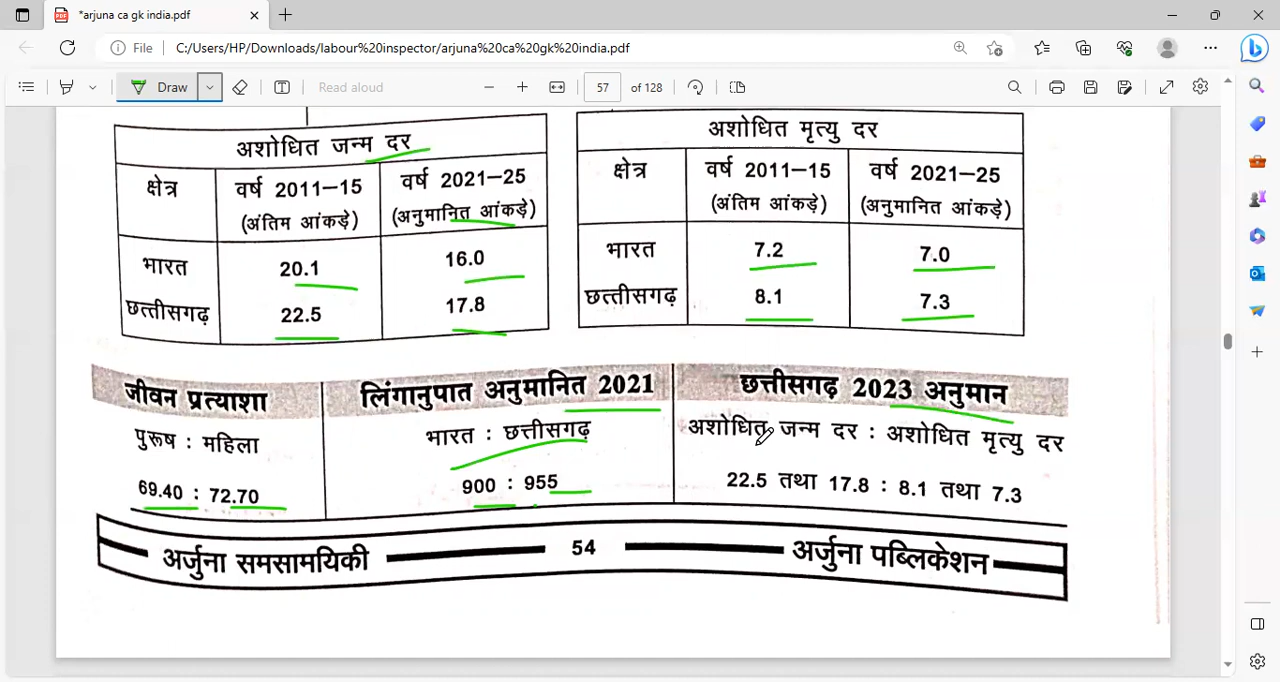 *arjuna ca gk india.pdf
File C:/Users/HP/Downloads/labour%20inspector/arjuna%20ca%20gk%20india.pdf
Draw Read aloud 57 of 128
अशोधित जन्म दर
क्षेत्र वर्ष 2011–15 वर्ष 2021–25
(अंतिम आंकड़े) (अनुमानित आंकड़े)
भारत 20.1 16.0
छत्तीसगढ़ 22.5 17.8
अशोधित मृत्यु दर
क्षेत्र वर्ष 2011–15 वर्ष 2021–25
(अंतिम आंकड़े) (अनुमानित आंकड़े)
भारत 7.2 7.0
छत्तीसगढ़ 8.1 7.3
जीवन प्रत्याशा
पुरूष : महिला
69.40 : 72.70
लिंगानुपात अनुमानित 2021
भारत : छत्तीसगढ़
900 : 955
छत्तीसगढ़ 2023 अनुमान
अशोधित जन्म दर : अशोधित मृत्यु दर
22.5 तथा 17.8 : 8.1 तथा 7.3
अर्जुना समसामयिकी 54 अर्जुना पब्लिकेशन